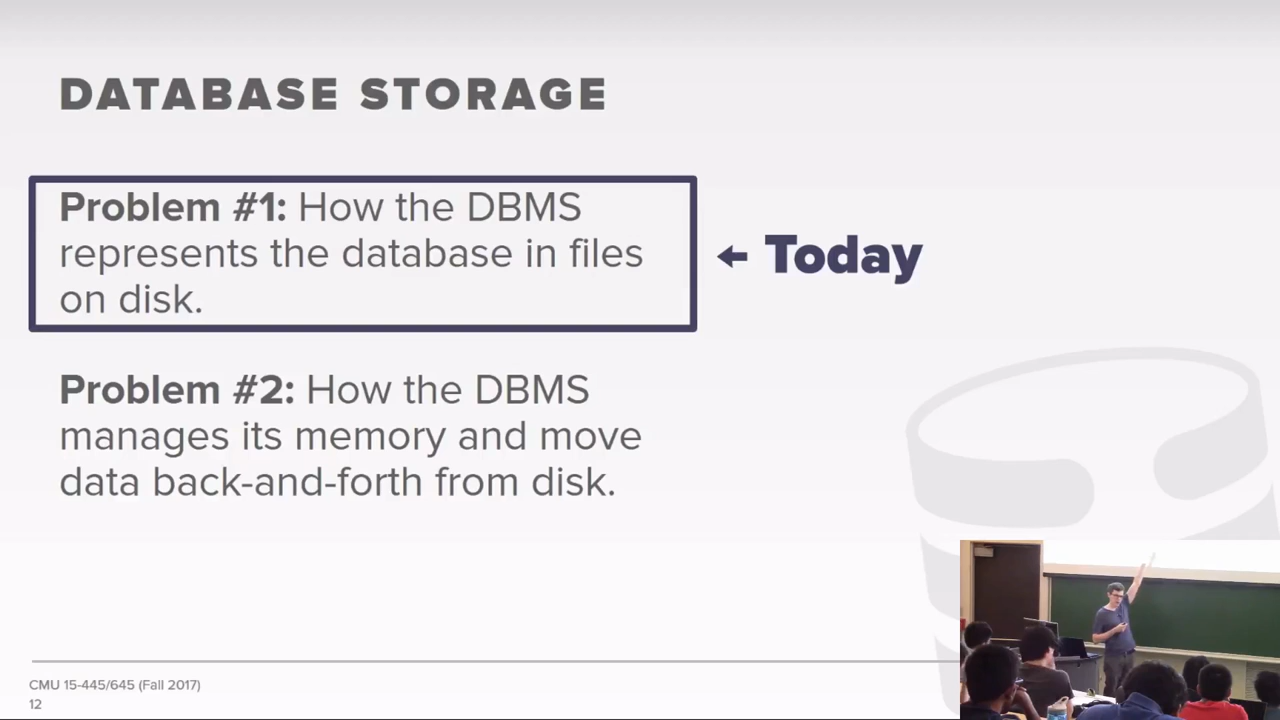 DATABASE STORAGE
Problem #1: How the DBMS
represents the database in files
on disk.
← Today
Problem #2: How the DBMS
manages its memory and move
data back-and-forth from disk.
CMU 15-445/645 (Fall 2017)
12